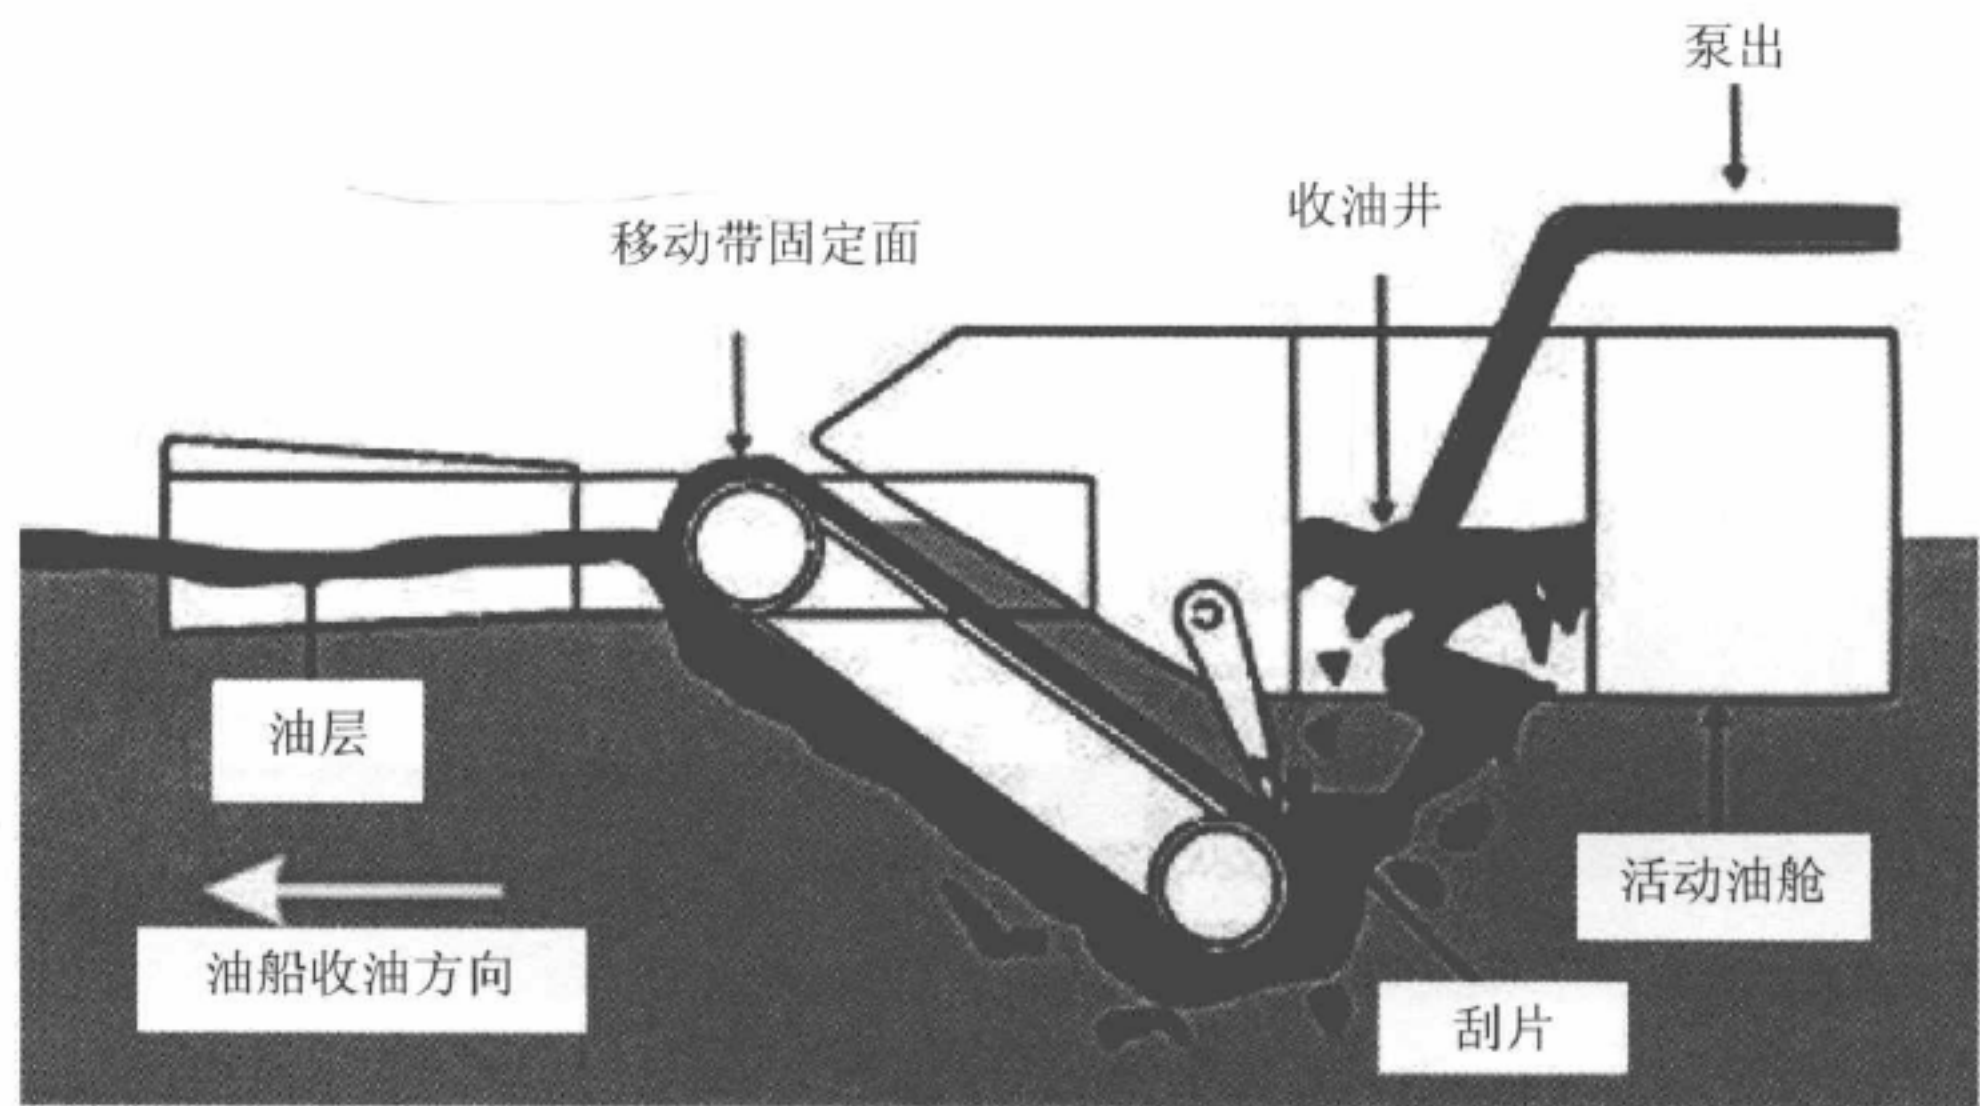 泵出
收油井
移动带固定面
油层
活动油舱
油船收油方向
刮片